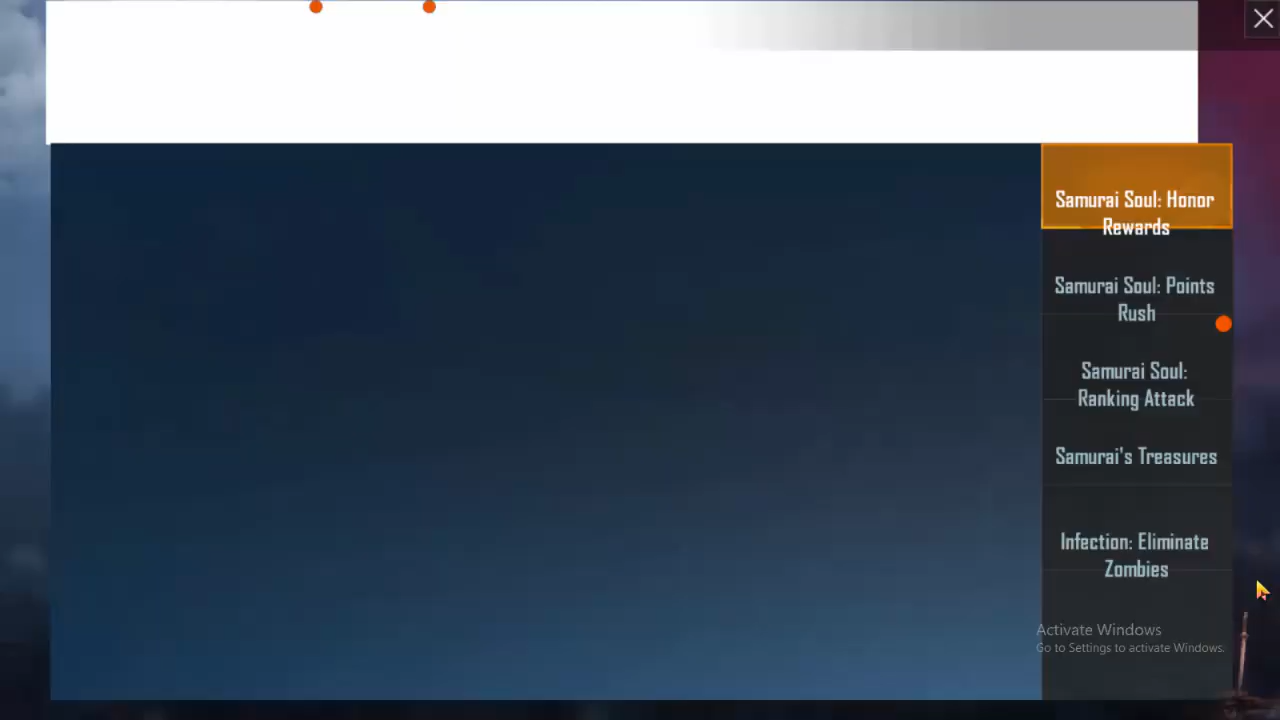 Samurai Soul: Honor
Rewards
Samurai Soul: Points
Rush
Samurai Soul:
Ranking Attack
Samurai's Treasures
Infection: Eliminate
Zombies
Activate Windows
Go to Settings to activate Windows.